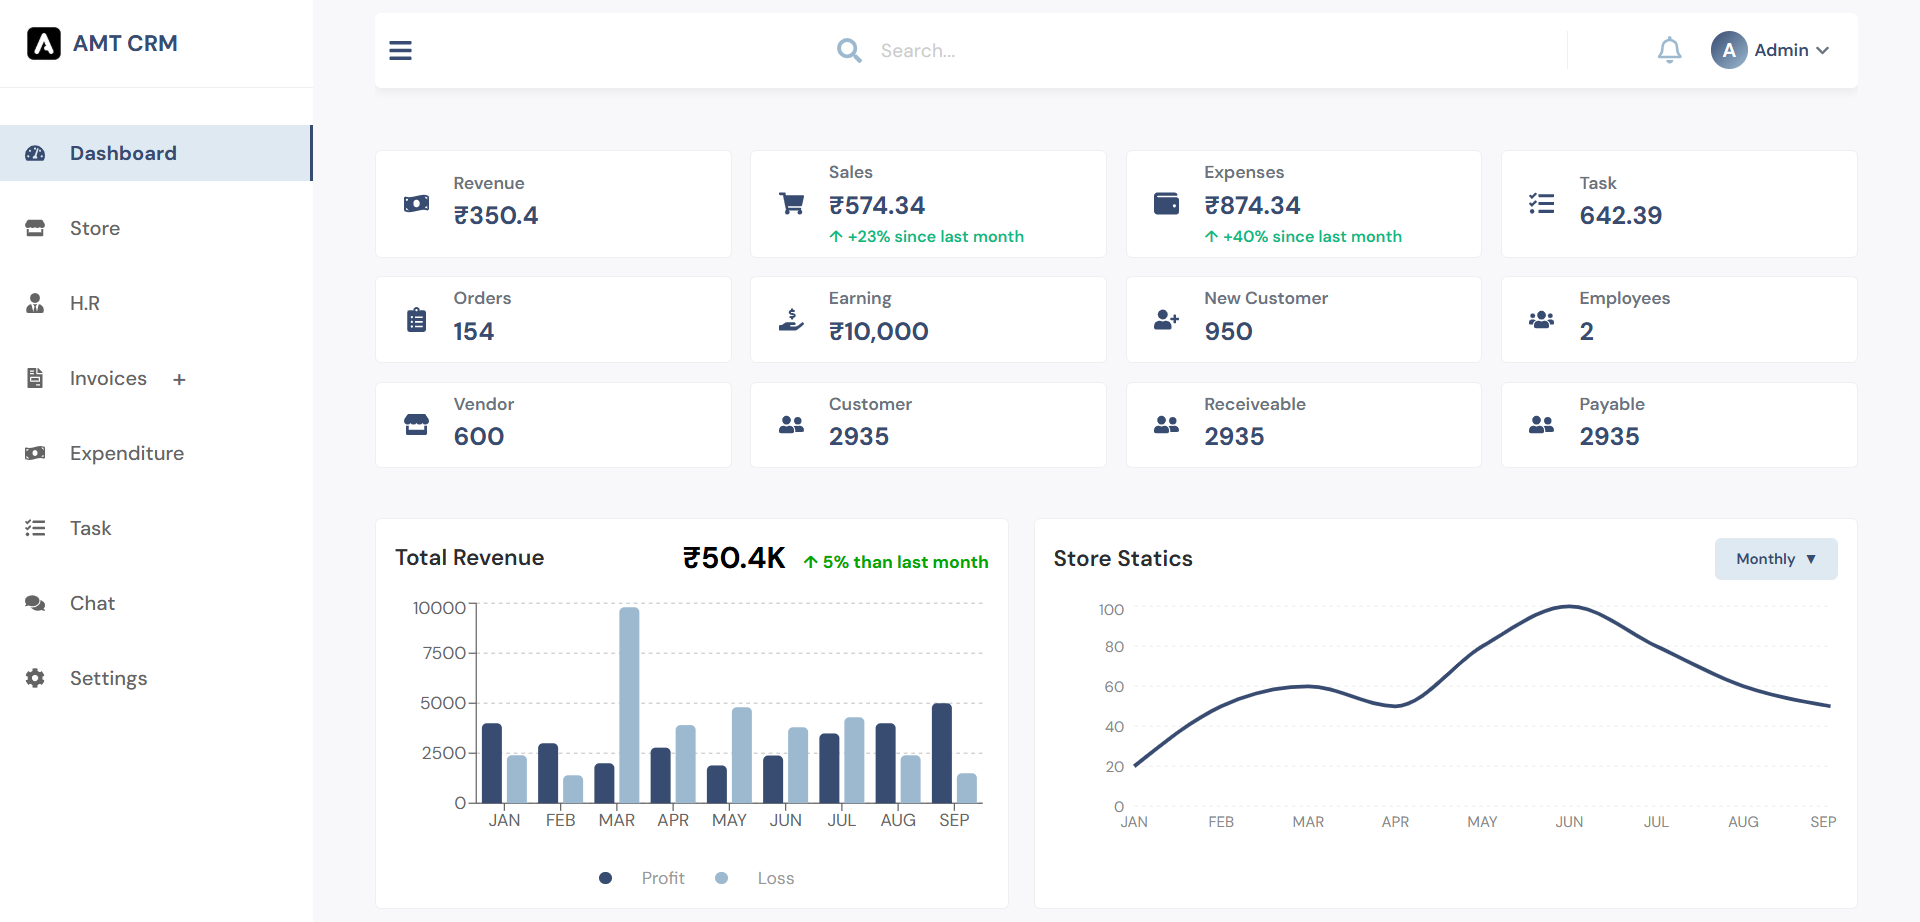 AMT CRM
Search...
A Admin
Dashboard
Store
H.R
Invoices +
Expenditure
Task
Chat
Settings
Revenue
₹350.4
Sales
₹574.34
↑ +23% since last month
Expenses
₹874.34
↑ +40% since last month
Task
642.39
Orders
154
Earning
₹10,000
New Customer
950
Employees
2
Vendor
600
Customer
2935
Receiveable
2935
Payable
2935
Total Revenue
₹50.4K ↑ 5% than last month
10000
7500
5000
2500
0
JAN FEB MAR APR MAY JUN JUL AUG SEP
Profit Loss
Store Statics
Monthly ▼
100
80
60
40
20
0
JAN FEB MAR APR MAY JUN JUL AUG SEP